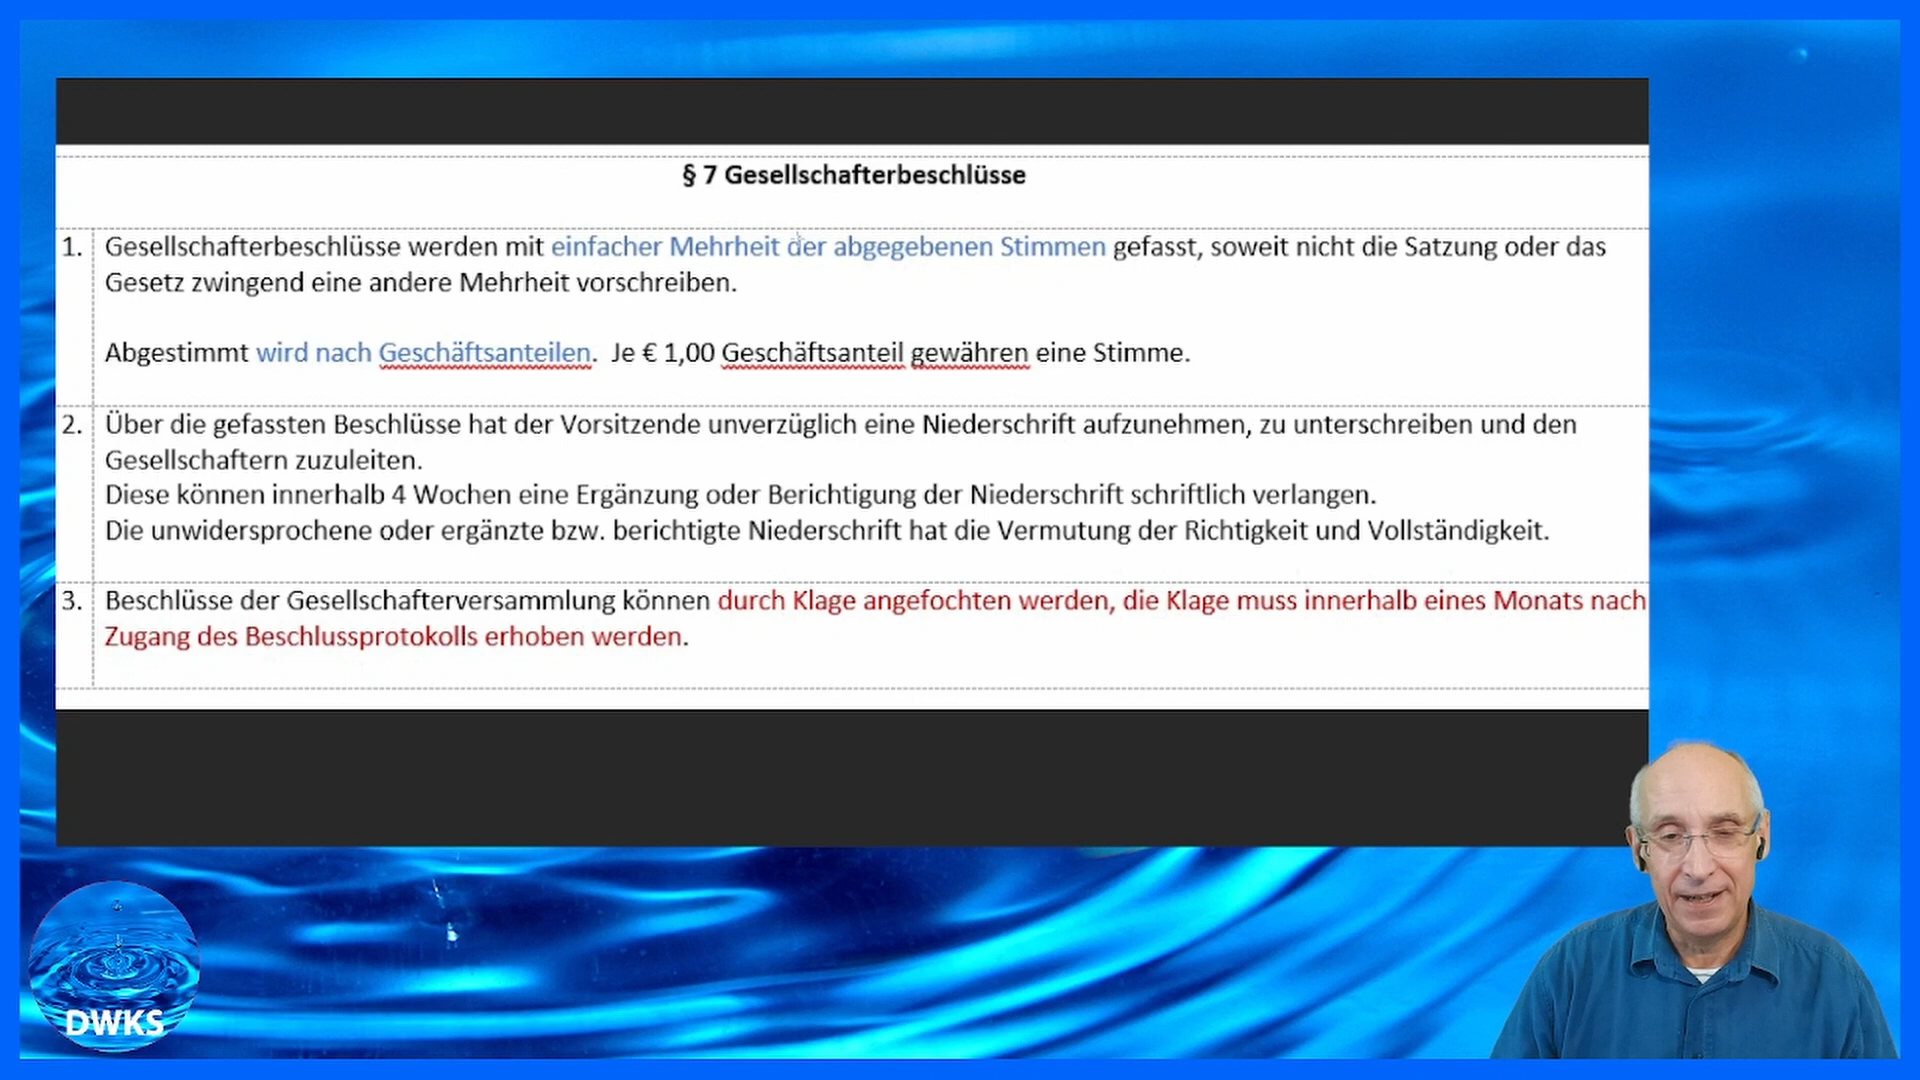 § 7 Gesellschafterbeschlüsse
1. Gesellschafterbeschlüsse werden mit einfacher Mehrheit der abgegebenen Stimmen gefasst, soweit nicht die Satzung oder das
Gesetz zwingend eine andere Mehrheit vorschreiben.
Abgestimmt wird nach Geschäftsanteilen. Je € 1,00 Geschäftsanteil gewähren eine Stimme.
2. Über die gefassten Beschlüsse hat der Vorsitzende unverzüglich eine Niederschrift aufzunehmen, zu unterschreiben und den
Gesellschaftern zuzuleiten.
Diese können innerhalb 4 Wochen eine Ergänzung oder Berichtigung der Niederschrift schriftlich verlangen.
Die unwidersprochene oder ergänzte bzw. berichtigte Niederschrift hat die Vermutung der Richtigkeit und Vollständigkeit.
3. Beschlüsse der Gesellschafterversammlung können durch Klage angefochten werden, die Klage muss innerhalb eines Monats nach
Zugang des Beschlussprotokolls erhoben werden.
DWKS